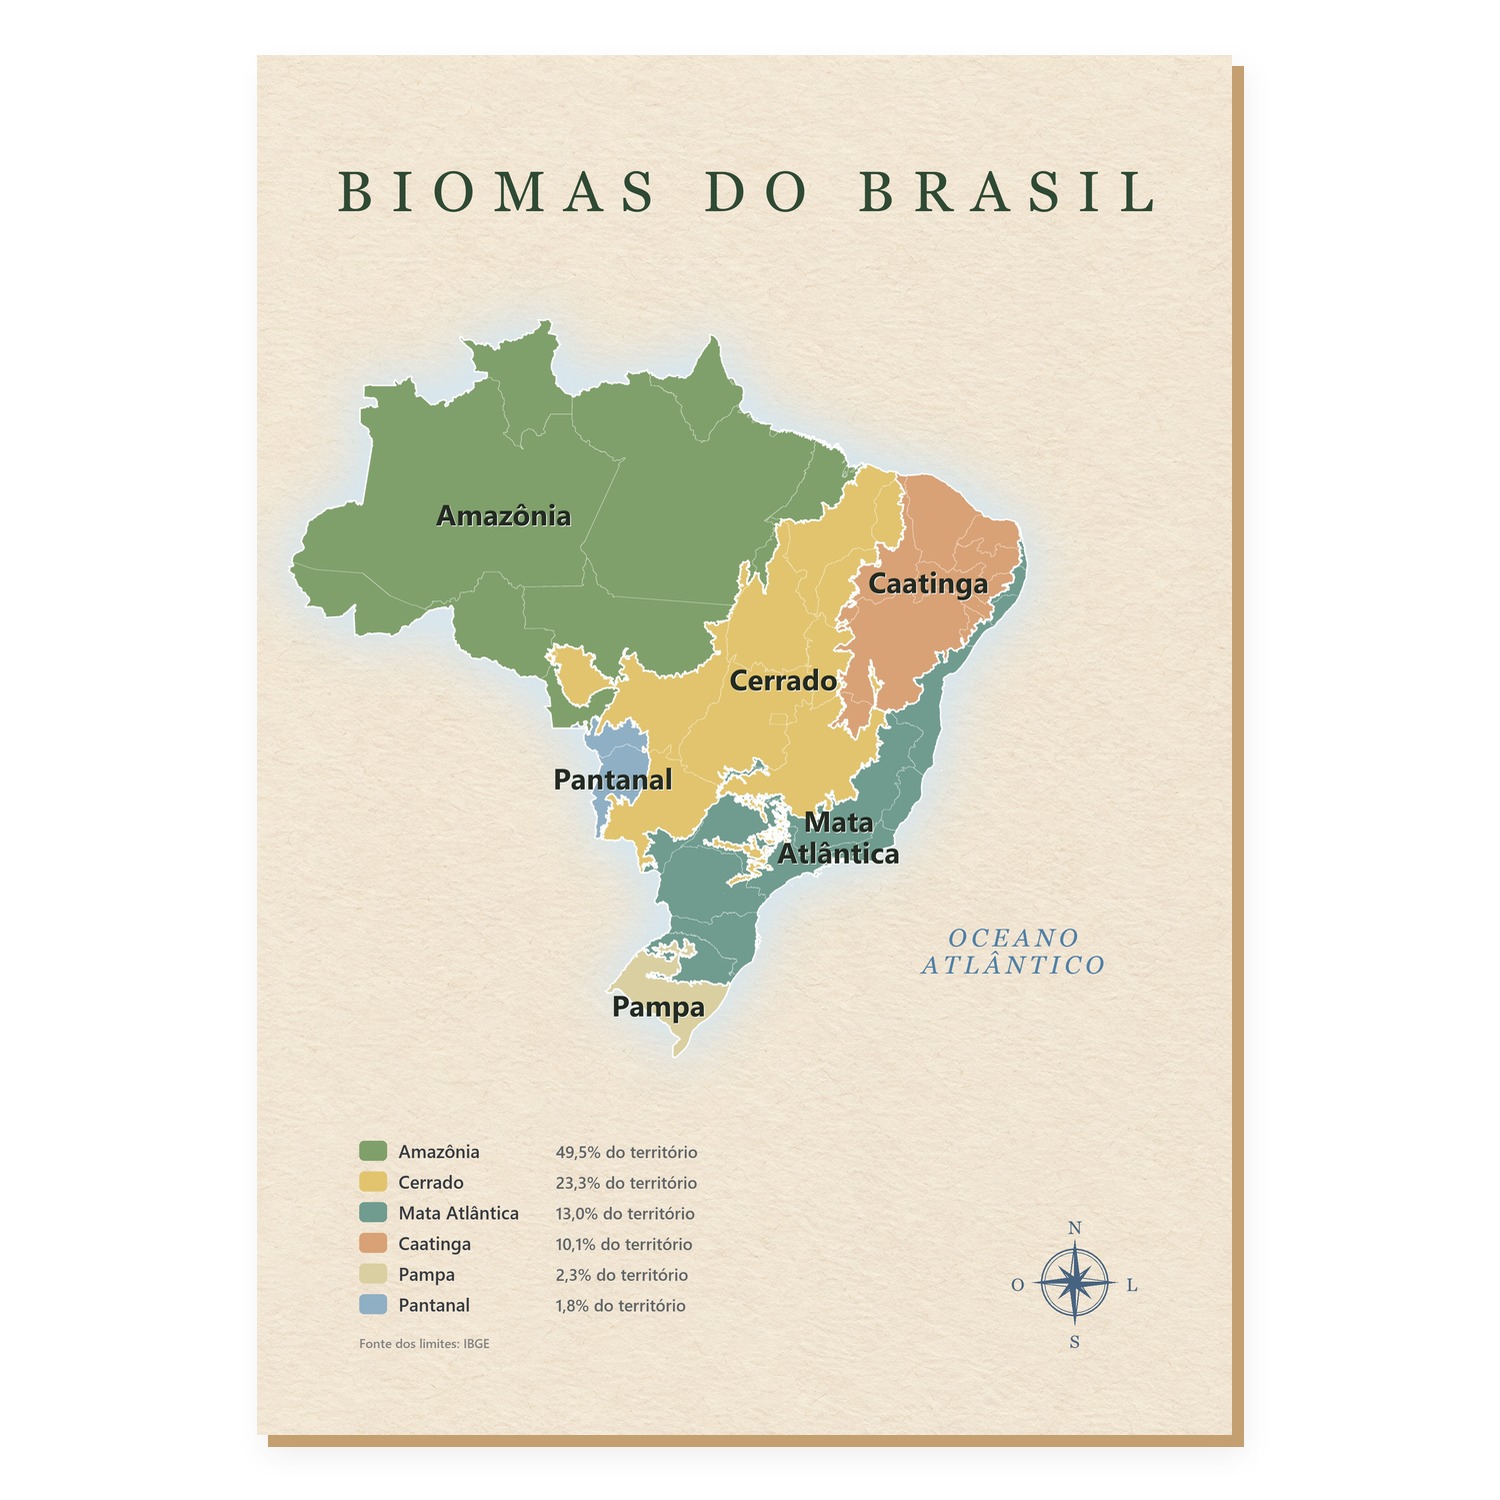 BIOMAS DO BRASIL
Amazônia
Caatinga
Cerrado
Pantanal
Mata
Atlântica
OCEANO
ATLÂNTICO
Pampa
Amazônia 49,5% do território
Cerrado 23,3% do território
Mata Atlântica 13,0% do território
Caatinga 10,1% do território
Pampa 2,3% do território
Pantanal 1,8% do território
Fonte dos limites: IBGE
N
O L
S